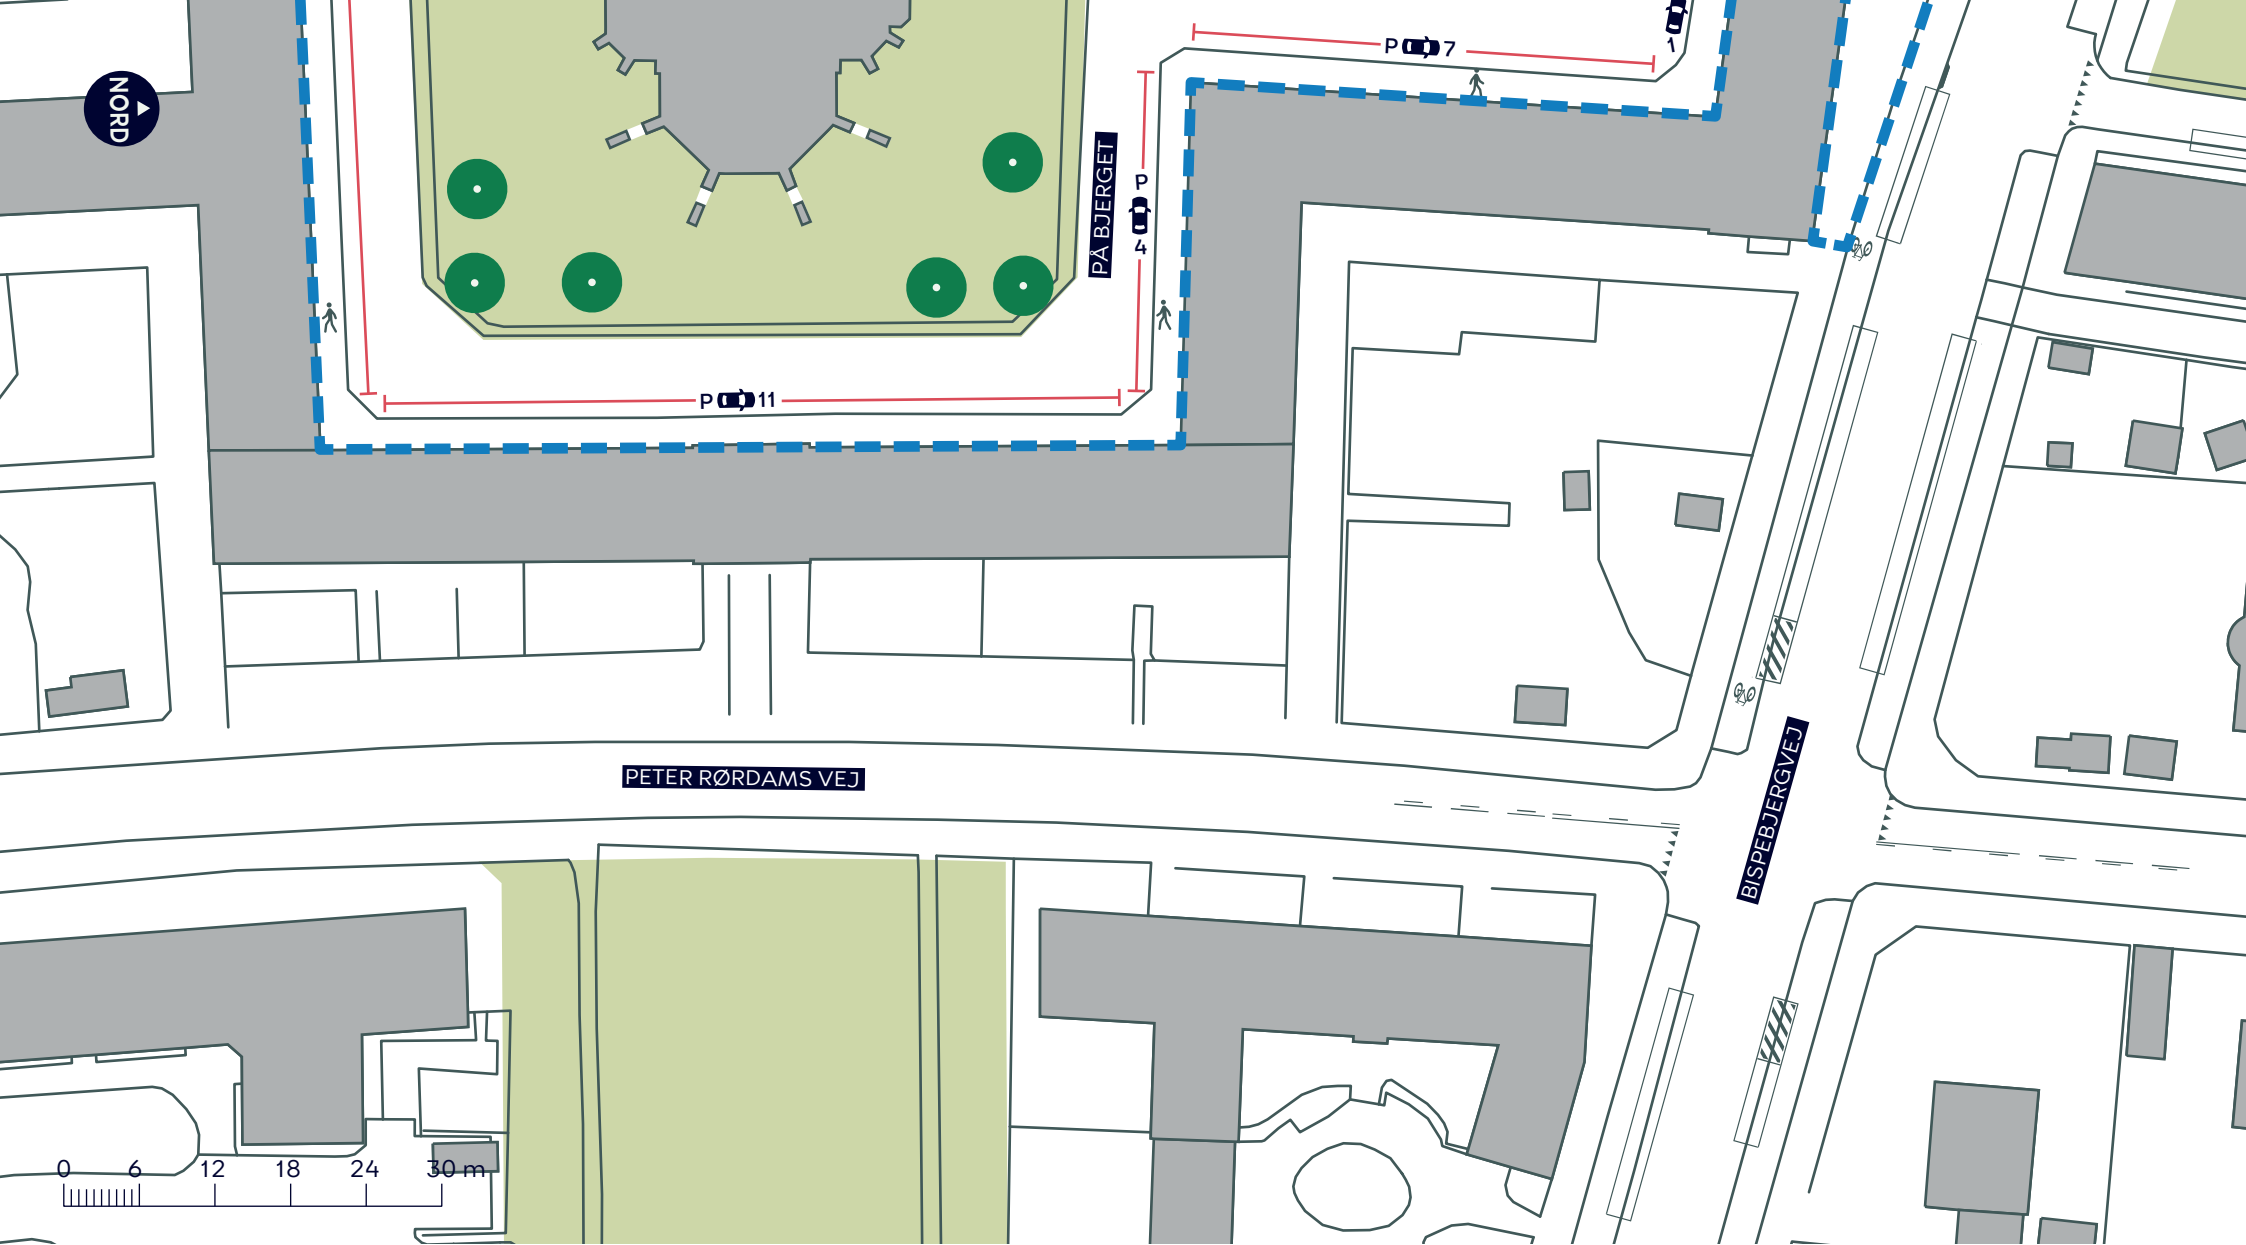 1
P 7
NORD
PÅ BJERGET
P
4
P 11
PETER RØRDAMS VEJ
BISPEBJERGVEJ
0 6 12 18 24 30 m